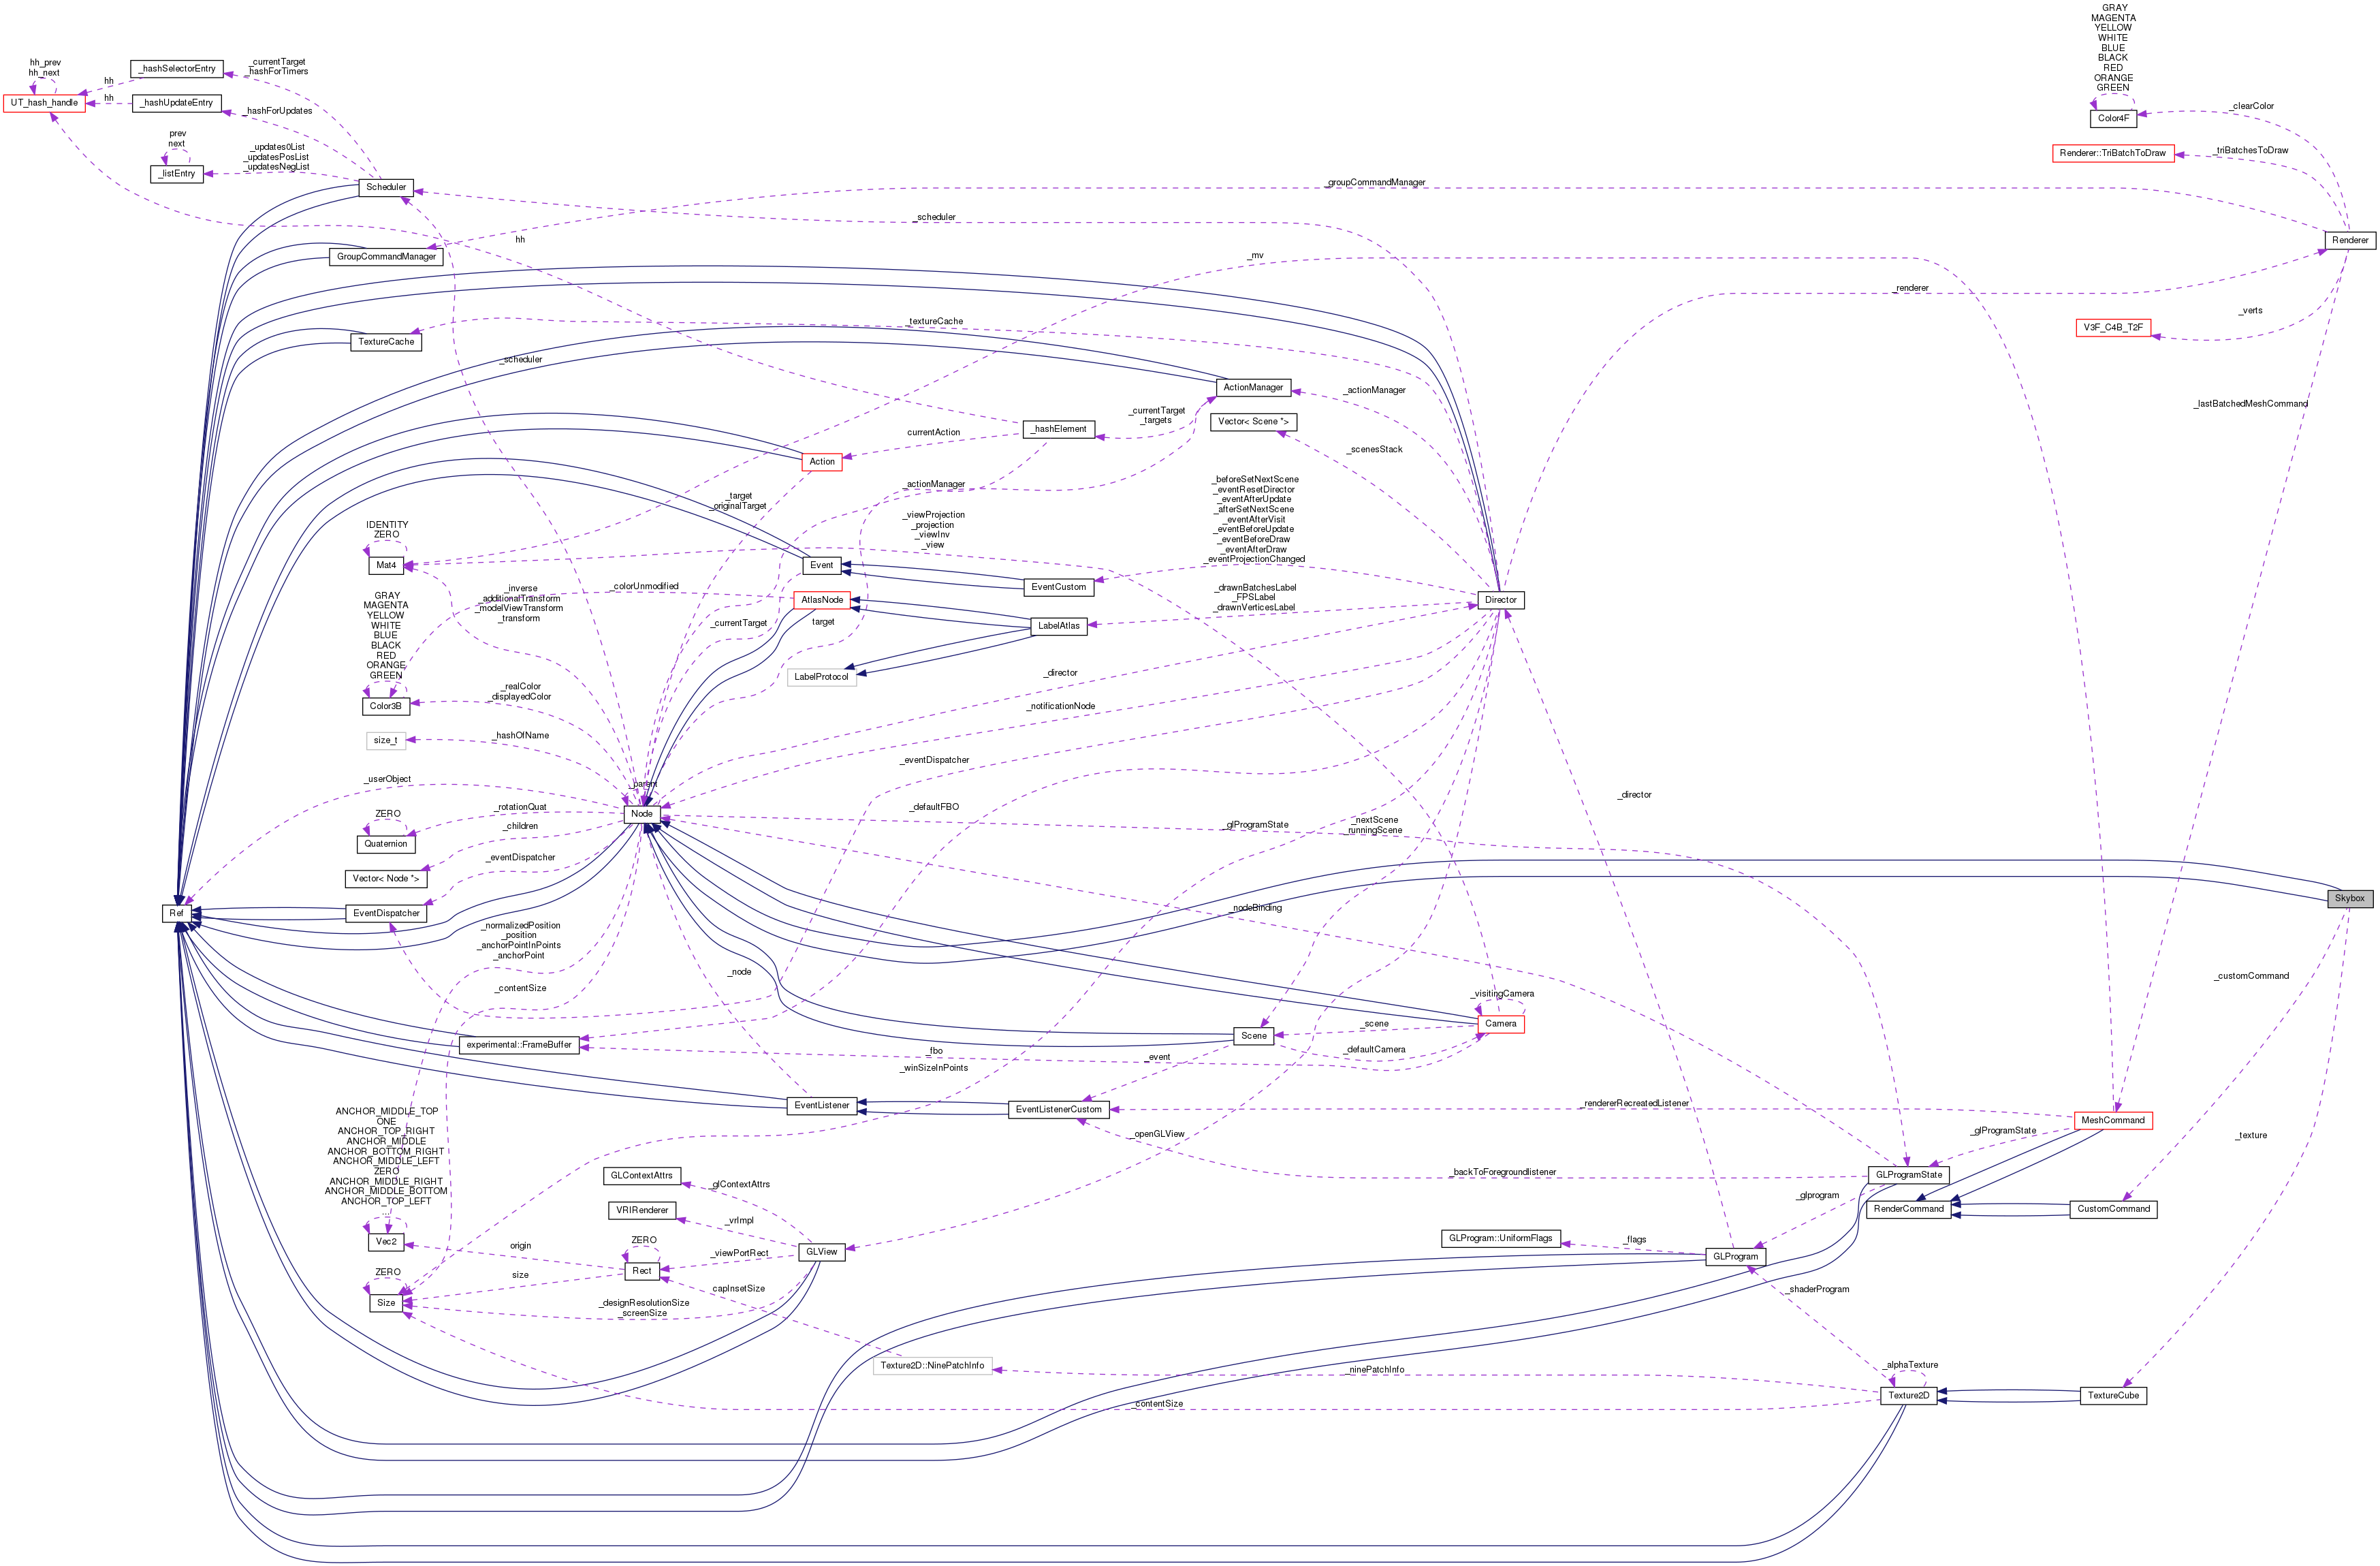 GRAY
MAGENTA
YELLOW
WHITE
BLUE
BLACK
RED
ORANGE
GREEN
hh_prev
hh_next
_hashSelectorEntry
_currentTarget
_hashForTimers
hh
UT_hash_handle
hh
_hashUpdateEntry
_hashForUpdates
_clearColor
Color4F
prev
next
_listEntry
_updates0List
_updatesPosList
_updatesNegList
Renderer::TriBatchToDraw
_triBatchesToDraw
Scheduler
_groupCommandManager
_scheduler
hh
Renderer
GroupCommandManager
_mv
_renderer
_verts
V3F_C4B_T2F
TextureCache
_textureCache
_scheduler
ActionManager
_actionManager
_lastBatchedMeshCommand
_currentTarget
_targets
Vector< Scene *>
_hashElement
currentAction
Action
_scenesStack
_target
_originalTarget
_actionManager
_beforeSetNextScene
_eventResetDirector
_eventAfterUpdate
_afterSetNextScene
_eventAfterVisit
_eventBeforeUpdate
_eventBeforeDraw
_eventAfterDraw
_eventProjectionChanged
_viewProjection
_projection
_viewInv
_view
IDENTITY
ZERO
Mat4
Event
EventCustom
_inverse
_additionalTransform
_modelViewTransform
_transform
_colorUnmodified
AtlasNode
_drawnBatchesLabel
_FPSLabel
_drawnVerticesLabel
Director
GRAY
MAGENTA
YELLOW
WHITE
BLUE
BLACK
RED
ORANGE
GREEN
_currentTarget
target
LabelAtlas
LabelProtocol
_director
_realColor
_displayedColor
Color3B
_notificationNode
size_t
_hashOfName
_eventDispatcher
_userObject
_parent
_director
ZERO
_rotationQuat
Node
_defaultFBO
Quaternion
_children
_glProgramState
_nextScene
_runningScene
_eventDispatcher
Vector< Node *>
Skybox
Ref
EventDispatcher
_nodeBinding
_normalizedPosition
_position
_anchorPointInPoints
_anchorPoint
_node
_customCommand
_contentSize
_visitingCamera
Camera
_scene
Scene
experimental::FrameBuffer
_fbo
_event
_defaultCamera
_winSizeInPoints
EventListener
EventListenerCustom
_rendererRecreatedListener
MeshCommand
ANCHOR_MIDDLE_TOP
ONE
ANCHOR_TOP_RIGHT
ANCHOR_MIDDLE
ANCHOR_BOTTOM_RIGHT
ANCHOR_MIDDLE_LEFT
ZERO
ANCHOR_MIDDLE_RIGHT
ANCHOR_MIDDLE_BOTTOM
ANCHOR_TOP_LEFT
...
_openGLView
_glProgramState
_texture
GLContextAttrs
_glContextAttrs
_backToForegroundlistener
GLProgramState
_glprogram
VRIRenderer
_vrImpl
RenderCommand
CustomCommand
Vec2
origin
ZERO
Rect
_viewPortRect
GLView
GLProgram::UniformFlags
_flags
GLProgram
ZERO
size
capInsetSize
_shaderProgram
Size
_designResolutionSize
_screenSize
Texture2D::NinePatchInfo
_ninePatchInfo
_alphaTexture
Texture2D
TextureCube
_contentSize